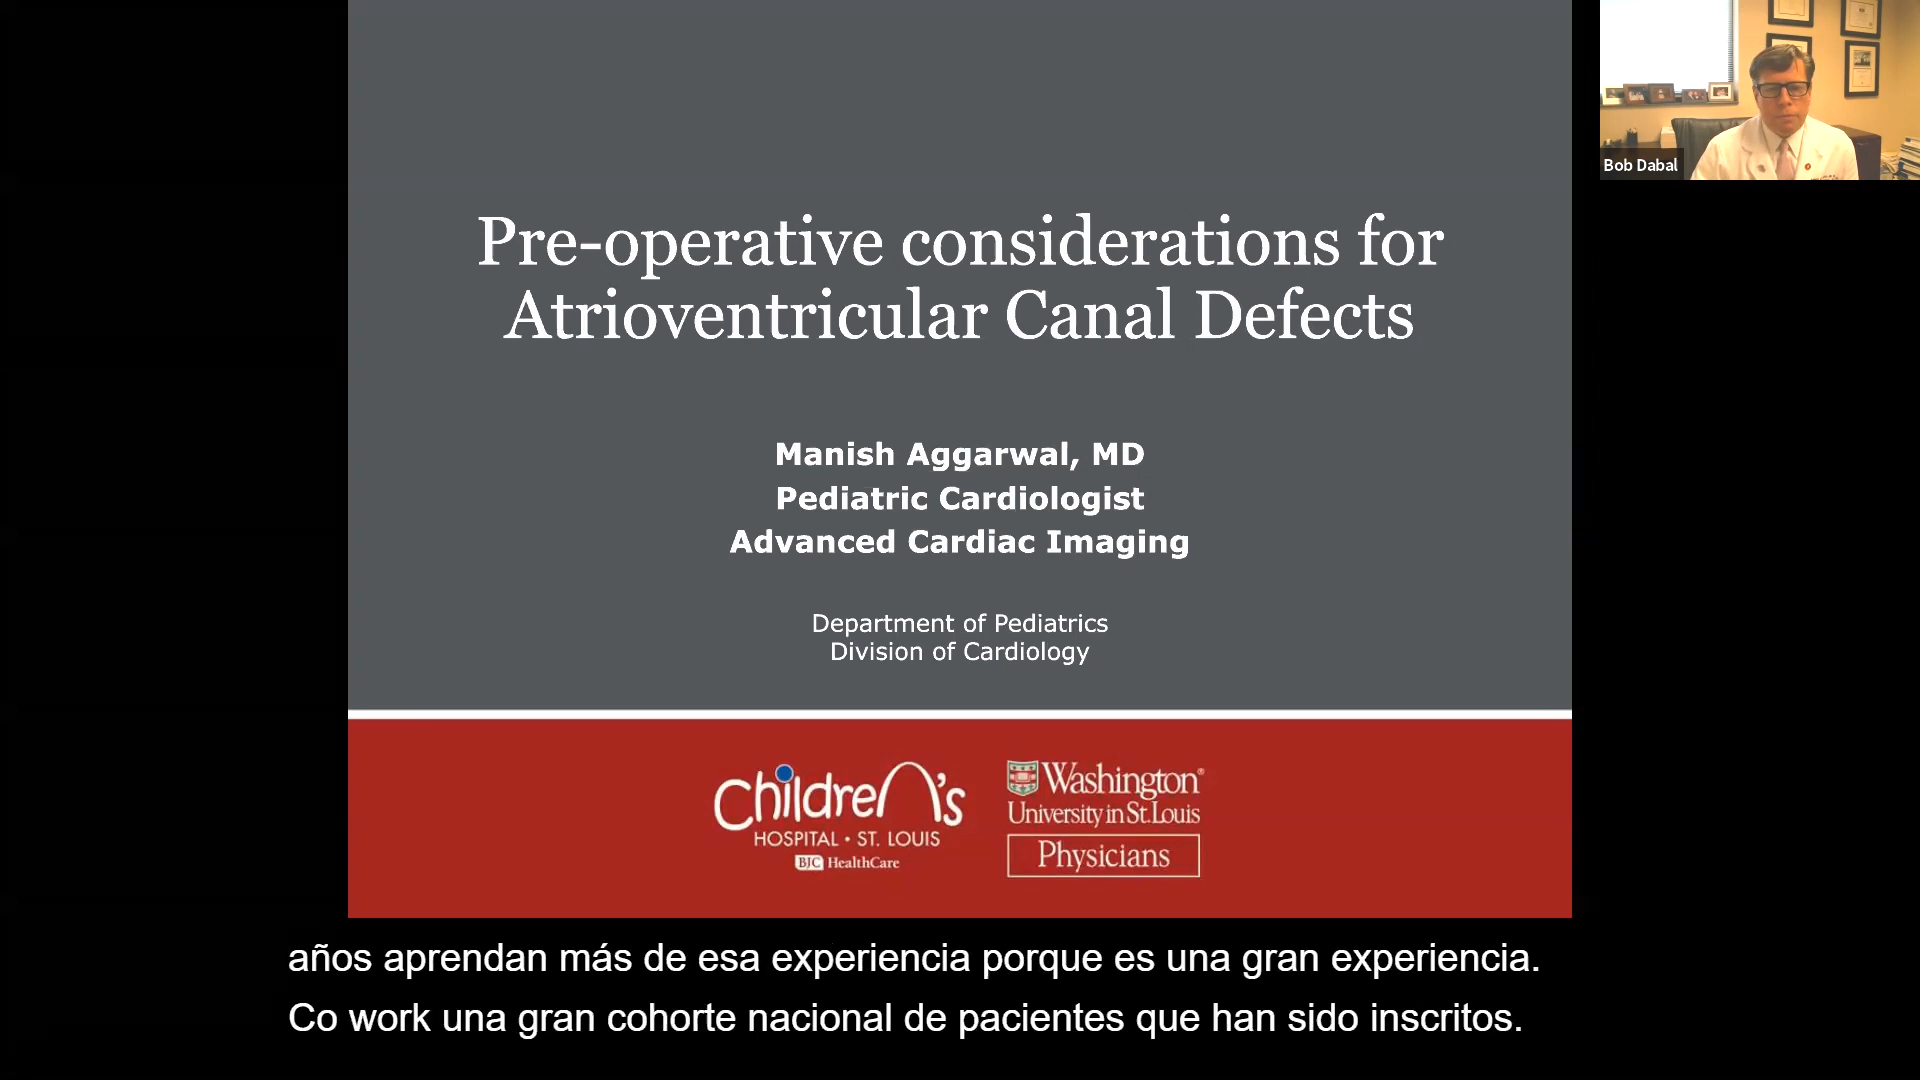 Pre-operative considerations for
Atrioventricular Canal Defects
Manish Aggarwal, MD
Pediatric Cardiologist
Advanced Cardiac Imaging
Department of Pediatrics
Division of Cardiology
Children's
HOSPITAL • ST. LOUIS
BJC HealthCare
Washington®
University in St. Louis
Physicians
Bob Dabal
años aprendan más de esa experiencia porque es una gran experiencia.
Co work una gran cohorte nacional de pacientes que han sido inscritos.